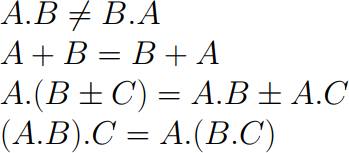 A.B ≠ B.A
A + B = B + A
A.(B ± C) = A.B ± A.C
(A.B).C = A.(B.C)